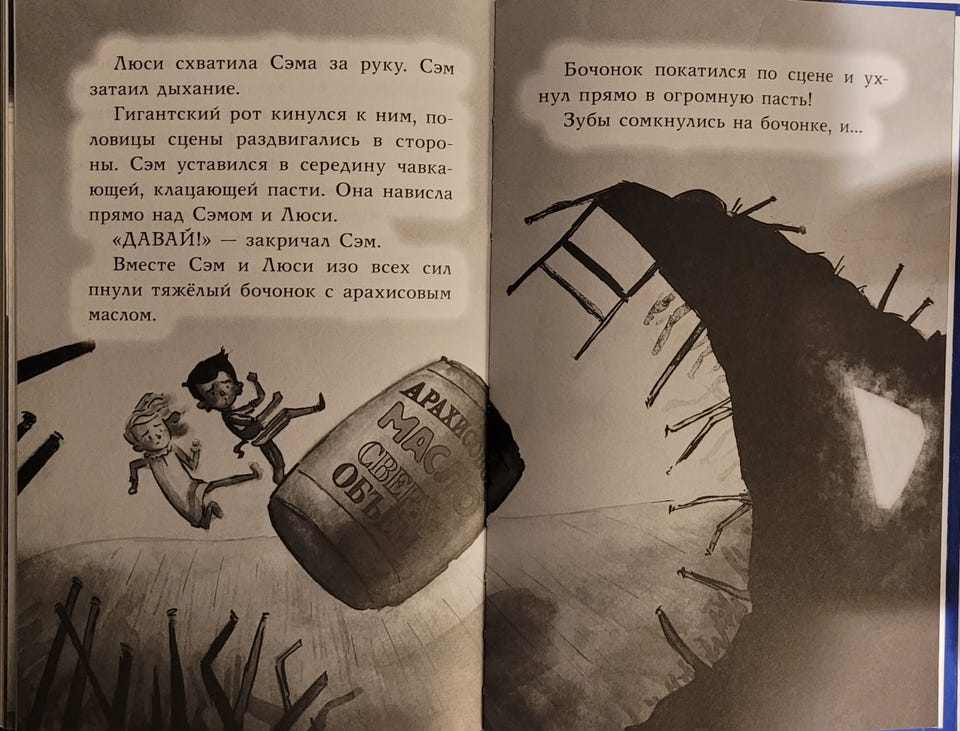 Люси схватила Сэма за руку. Сэм
затаил дыхание.
Гигантский рот кинулся к ним, по-
ловицы сцены раздвигались в сторо-
ны. Сэм уставился в середину чавка-
ющей, клацающей пасти. Она нависла
прямо над Сэмом и Люси.
«ДАВАЙ!» — закричал Сэм.
Вместе Сэм и Люси изо всех сил
пнули тяжёлый бочонок с арахисовым
маслом.
МАСЛО
Бочонок покатился по сцене и ух-
нул прямо в огромную пасть!
Зубы сомкнулись на бочонке, и...